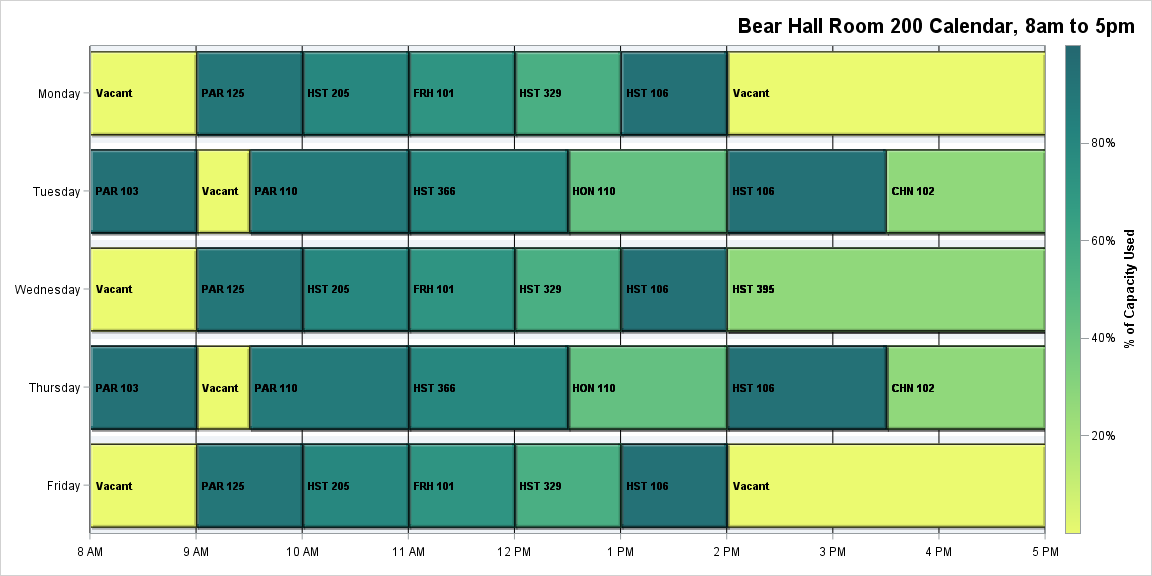 Bear Hall Room 200 Calendar, 8am to 5pm
Monday
Vacant
PAR 125
HST 205
FRH 101
HST 329
HST 106
Vacant
Tuesday
PAR 103
Vacant
PAR 110
HST 366
HON 110
HST 106
CHN 102
Wednesday
Vacant
PAR 125
HST 205
FRH 101
HST 329
HST 106
HST 395
Thursday
PAR 103
Vacant
PAR 110
HST 366
HON 110
HST 106
CHN 102
Friday
Vacant
PAR 125
HST 205
FRH 101
HST 329
HST 106
Vacant
8 AM
9 AM
10 AM
11 AM
12 PM
1 PM
2 PM
3 PM
4 PM
5 PM
80%
60%
40%
20%
% of Capacity Used